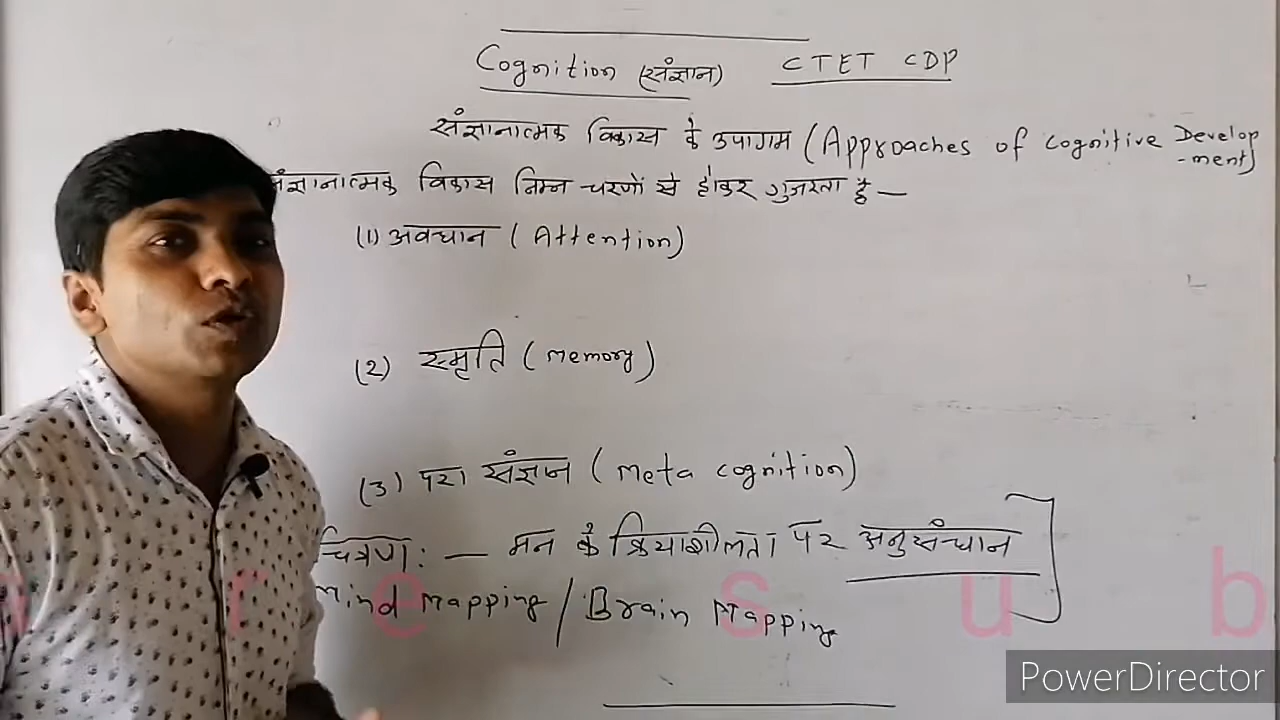 Cognition (संज्ञान) CTET CDP
संज्ञानात्मक विकास के उपागम (Approaches of Cognitive Develop
-ment)
संज्ञानात्मक विकास निम्न चरणों से होकर गुजरता है —
(1) अवधान (Attention)
(2) स्मृति (Memory)
(3) परा संज्ञान (Meta cognition)
चित्रण: — मन के क्रियाशीलता पर अनुसंधान
Mind Mapping / Brain Mapping
r e s u b
PowerDirector